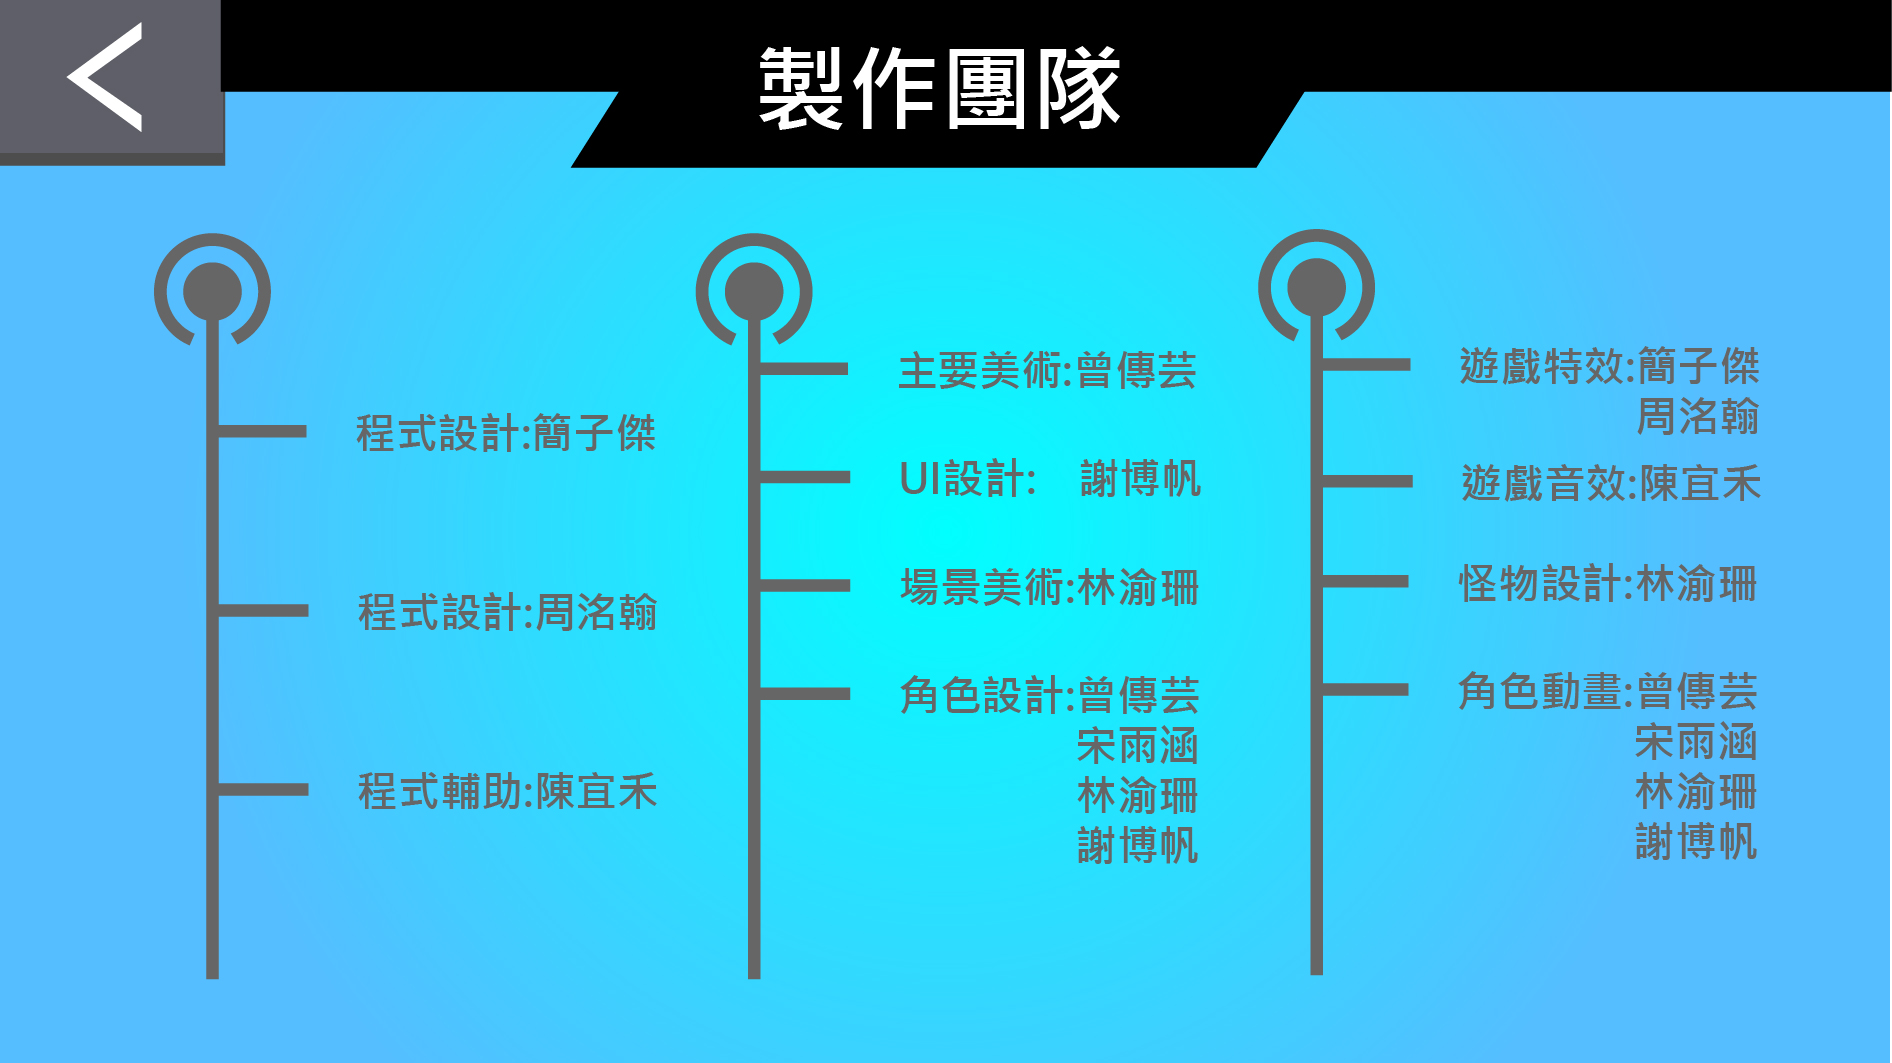 製作團隊
程式設計:簡子傑
程式設計:周洺翰
程式輔助:陳宜禾
主要美術:曾傳芸
UI設計: 謝博帆
場景美術:林渝珊
角色設計:曾傳芸
宋雨涵
林渝珊
謝博帆
遊戲特效:簡子傑
周洺翰
遊戲音效:陳宜禾
怪物設計:林渝珊
角色動畫:曾傳芸
宋雨涵
林渝珊
謝博帆